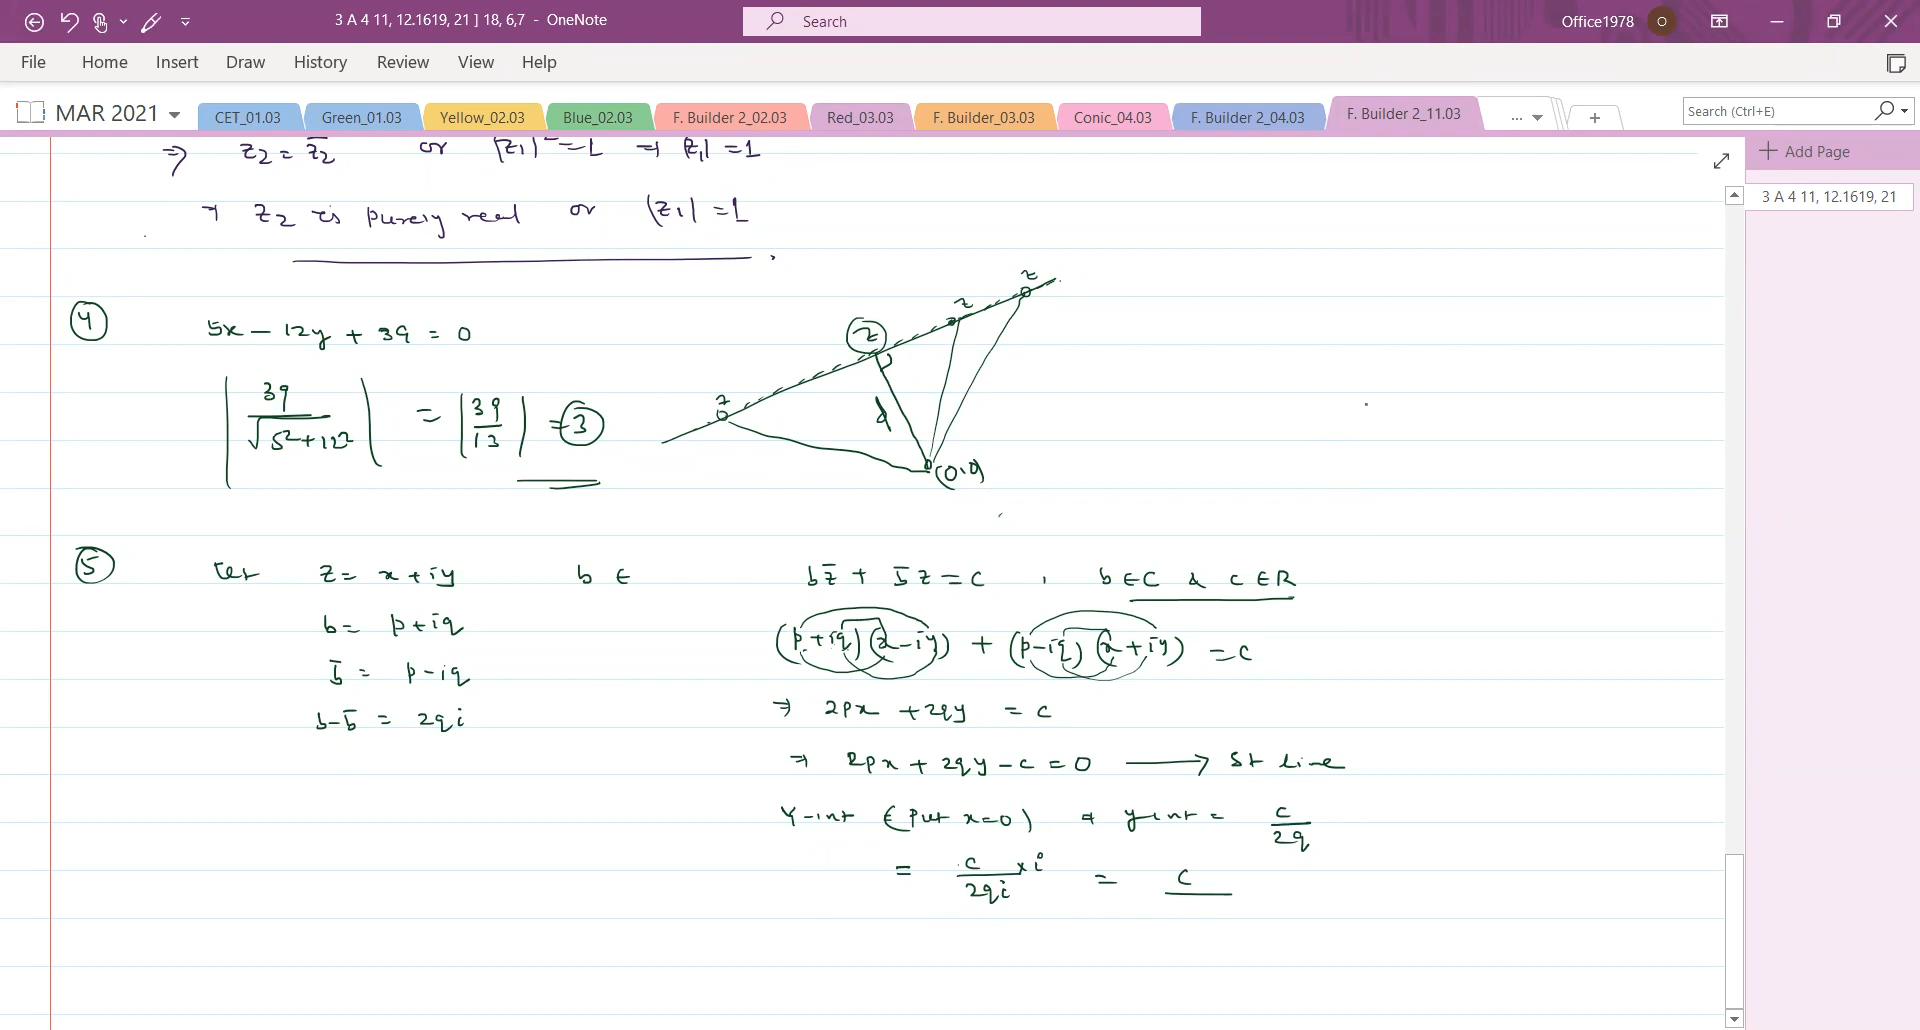 3 A 4 11, 12.1619, 21 ] 18, 6,7 - OneNote
Search
Office1978
O
File Home Insert Draw History Review View Help
MAR 2021
CET_01.03 Green_01.03 Yellow_02.03 Blue_02.03 F. Builder 2_02.03 Red_03.03 F. Builder_03.03 Conic_04.03 F. Builder 2_04.03 F. Builder 2_11.03 ... +
Search (Ctrl+E)
+ Add Page
3 A 4 11, 12.1619, 21
⇒ z₂ = z̅₂ or |z₁|² = 1 ⇒ |z₁| = 1
⇒ z₂ is purely real or |z₁| = 1
④ 5x − 12y + 39 = 0
|39/√(5²+12²)| = |39/13| = 3
z
z
z
z
d
(0,0)
⑤ Let z = x + iy b ∈ bz̅ + b̅z = c , b ∈ C & c ∈ R
b = p + iq (p + iq)(x − iy) + (p − iq)(x + iy) = c
b̅ = p − iq
b − b̅ = 2qi ⇒ 2px + 2qy = c
⇒ 2px + 2qy − c = 0 ⟶ St line
Y-int (Put x=0) y int = c/2q
= c/2qi × i = c